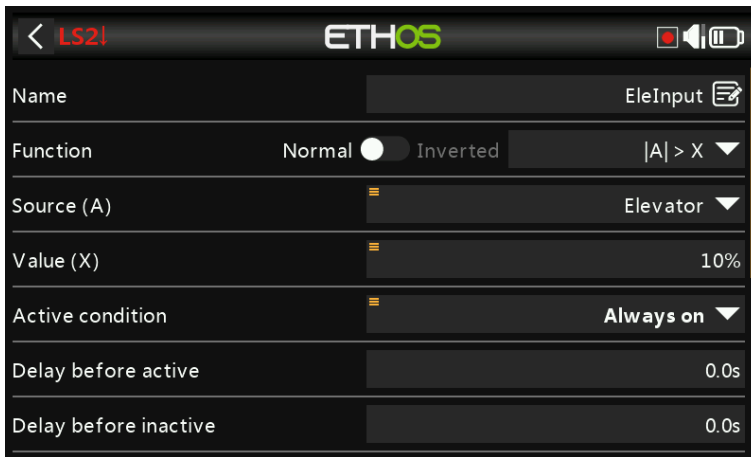 LS2↓ ETHOS
Name EleInput
Function Normal Inverted |A| > X
Source (A) Elevator
Value (X) 10%
Active condition Always on
Delay before active 0.0s
Delay before inactive 0.0s